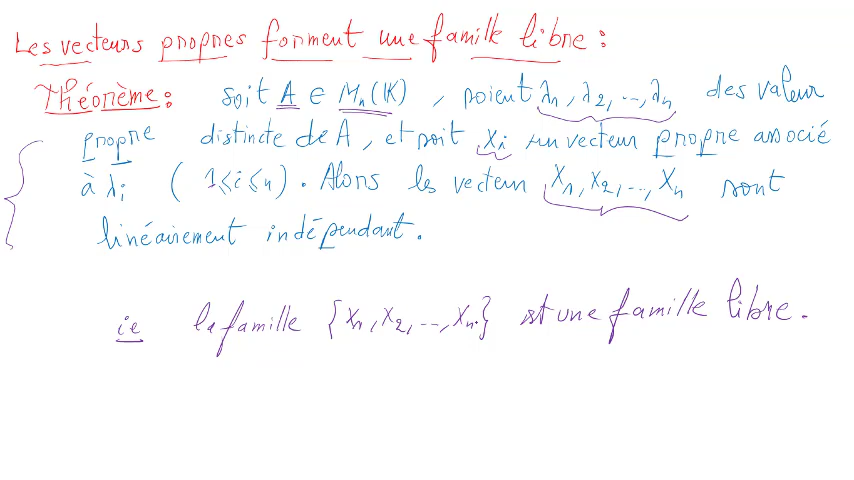 Les vecteurs propres forment une famille libre :
Théorème : soit A ∈ Mn(K), soient λ1, λ2, ..., λn des valeur
propre distincte de A, et soit Xi un vecteur propre associé
à λi (1≤i≤n). Alors les vecteur X1, X2, ..., Xn sont
linéairement indépendant.
ie la famille {X1, X2, ..., Xn} est une famille libre.